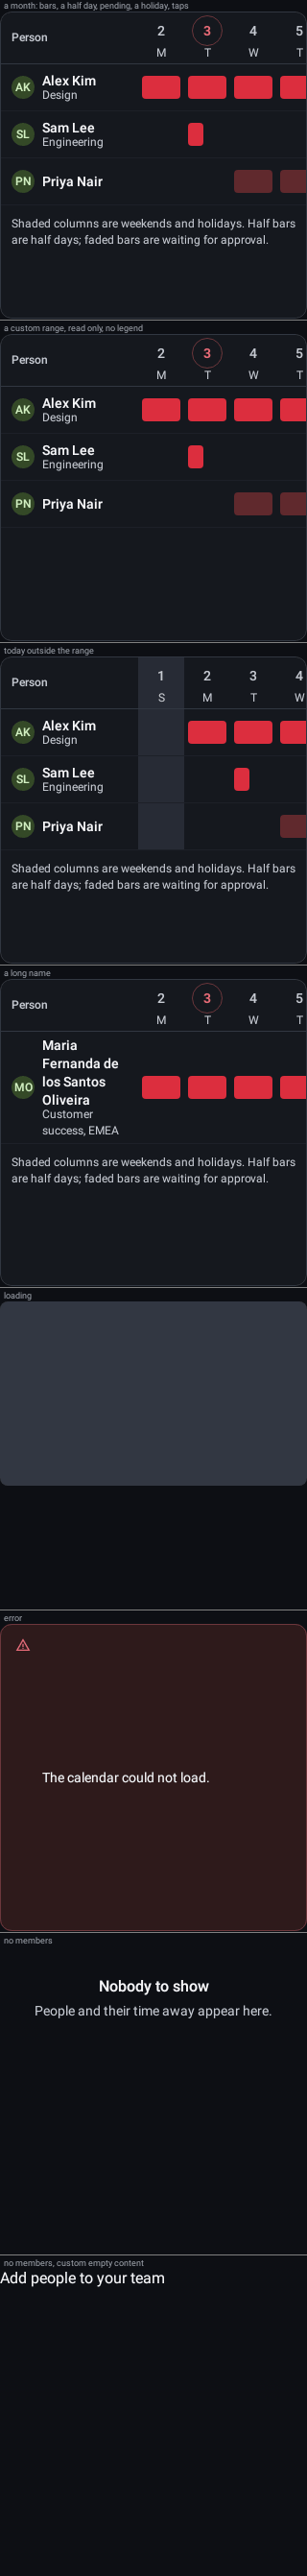 a month: bars, a half day, pending, a holiday, taps
Person 2 3 4 5
M T W T
AK Alex Kim
Design
SL Sam Lee
Engineering
PN Priya Nair
Shaded columns are weekends and holidays. Half bars
are half days; faded bars are waiting for approval.
a custom range, read only, no legend
Person 2 3 4 5
M T W T
AK Alex Kim
Design
SL Sam Lee
Engineering
PN Priya Nair
today outside the range
Person 1 2 3 4
S M T W
AK Alex Kim
Design
SL Sam Lee
Engineering
PN Priya Nair
Shaded columns are weekends and holidays. Half bars
are half days; faded bars are waiting for approval.
a long name
Person 2 3 4 5
M T W T
Maria
Fernanda de
MO los Santos
Oliveira
Customer
success, EMEA
Shaded columns are weekends and holidays. Half bars
are half days; faded bars are waiting for approval.
loading
error
The calendar could not load.
no members
Nobody to show
People and their time away appear here.
no members, custom empty content
Add people to your team